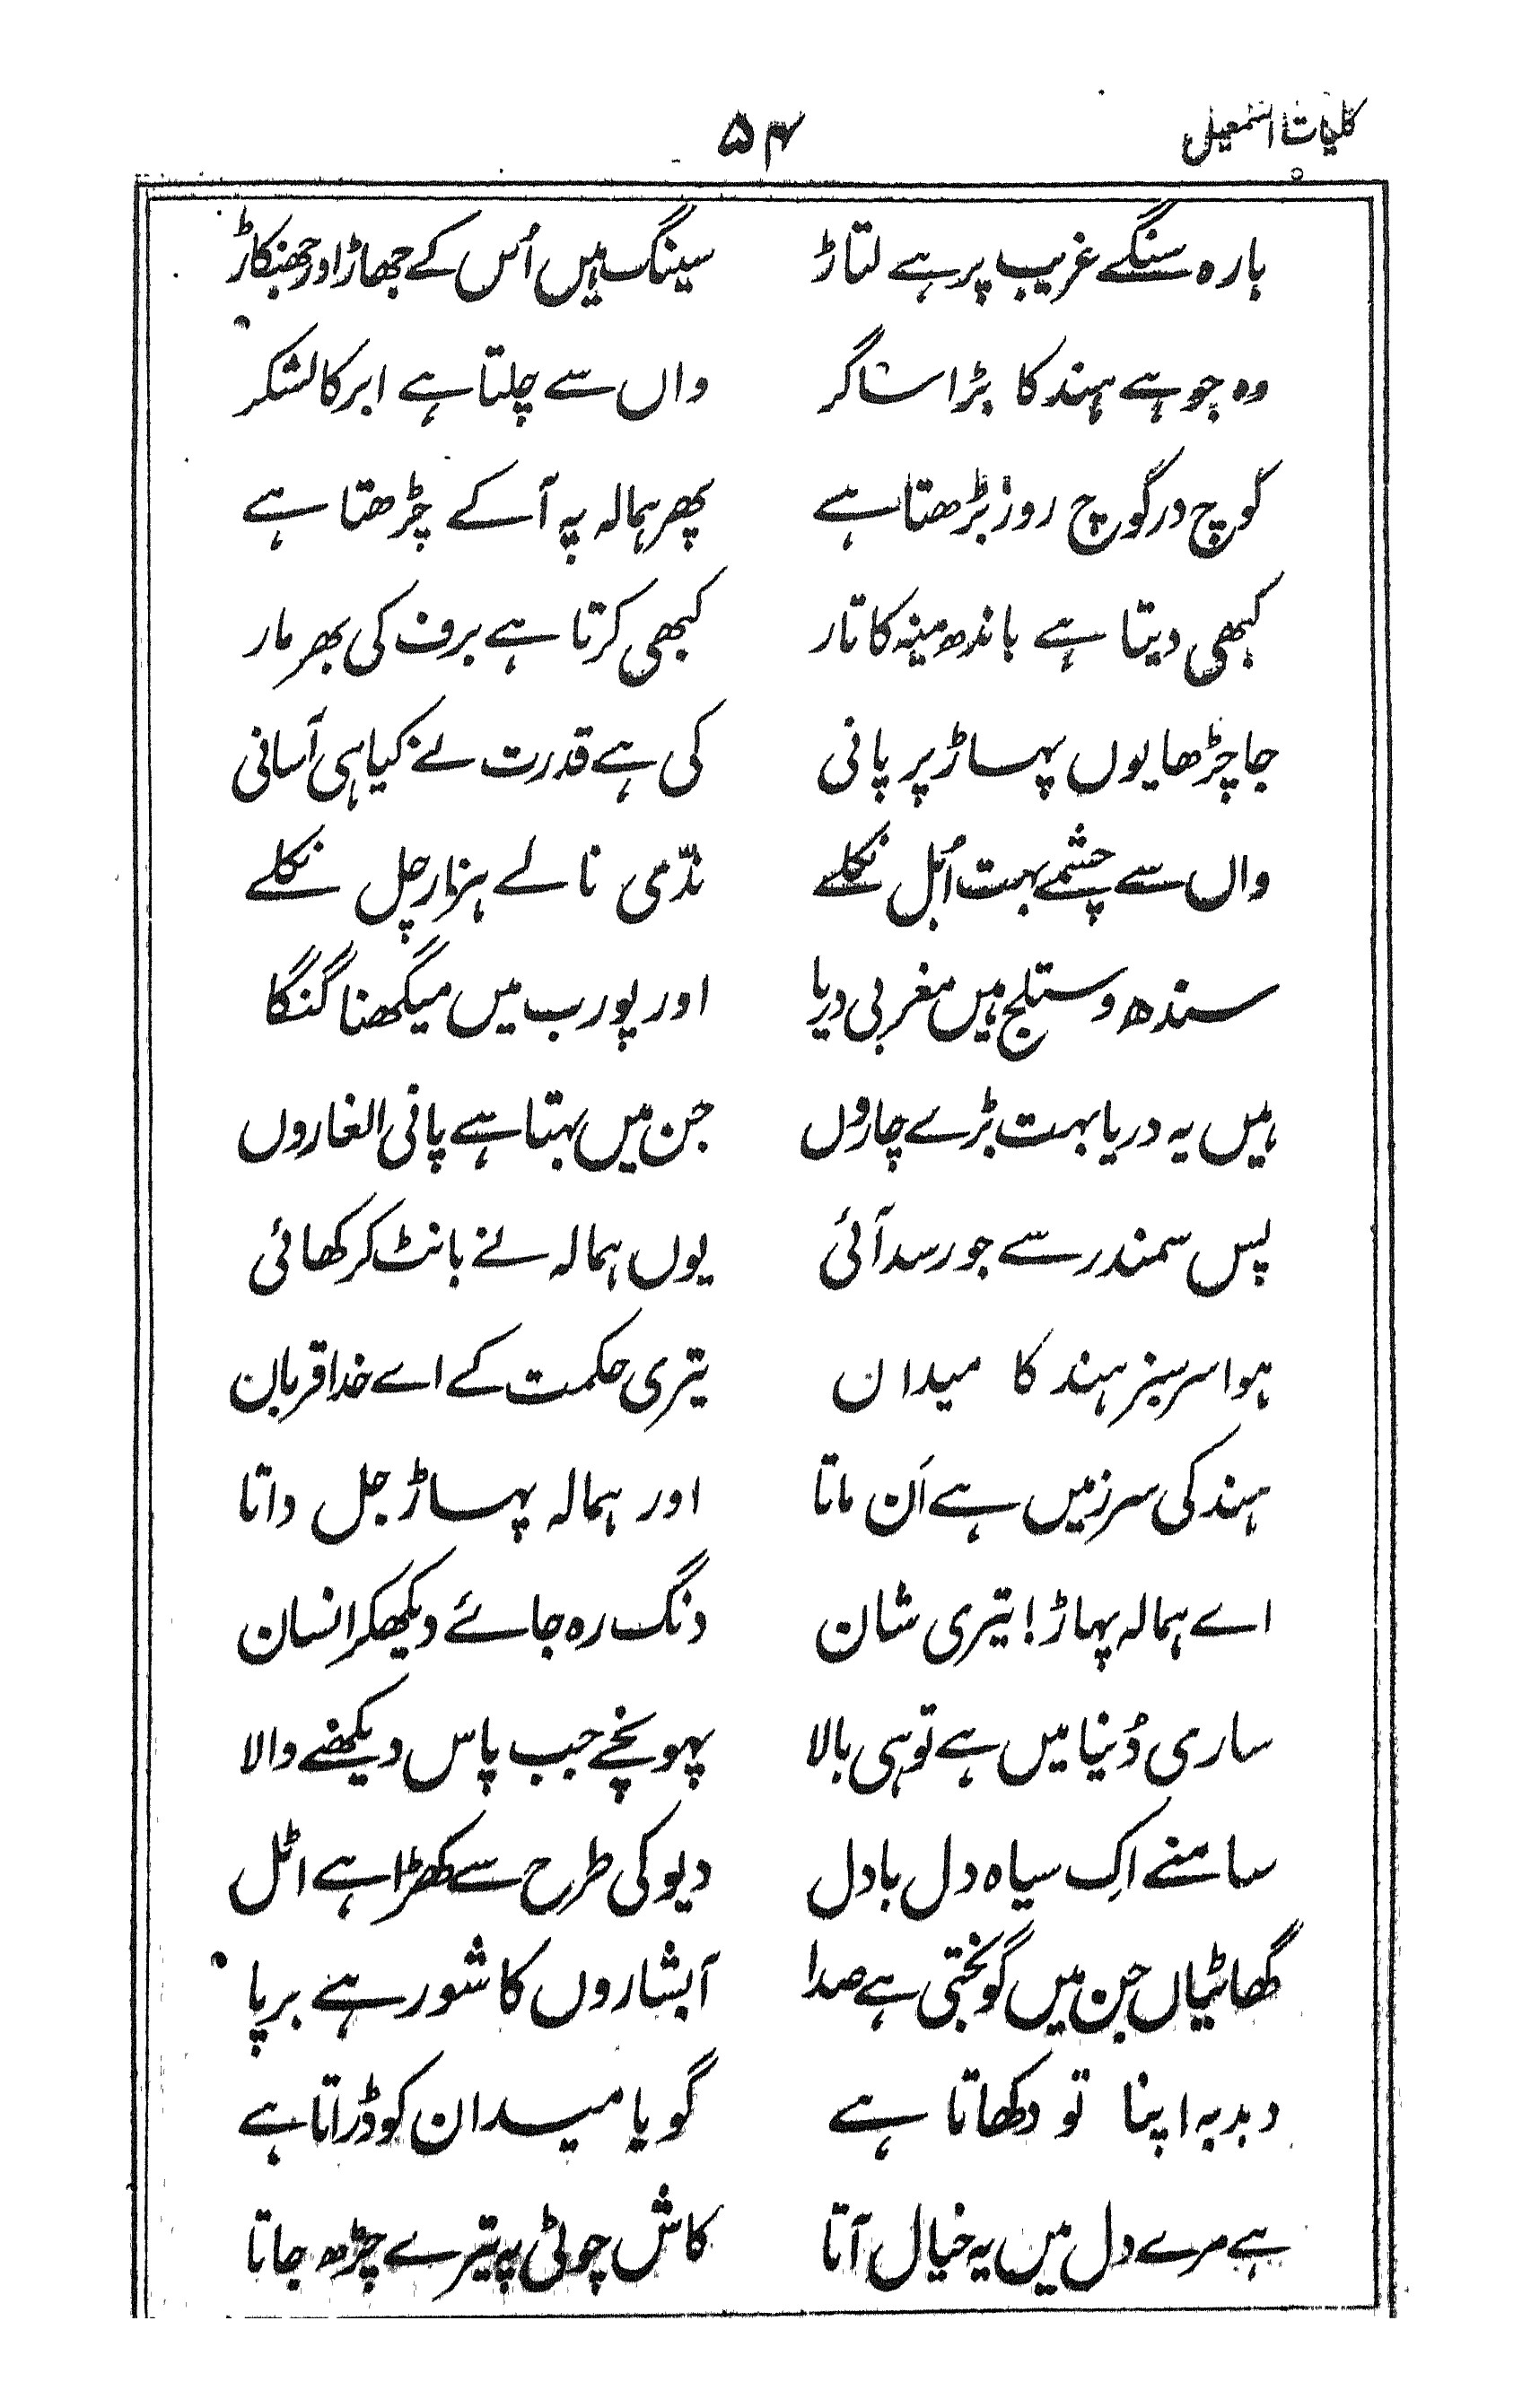 کلیات اسمٰعیل ۵۴
بارہ سنگے غریب پر ہے لتاڑ سینگ ہیں اُس کے جھاڑ اور جھنکاڑ
وہ جو ہے ہند کا بڑا ساگر واں سے چلتا ہے ابر کا لشکر
کوچ در کوچ روز بڑھتا ہے پھر ہمالہ پہ آ کے چڑھتا ہے
کبھی دیتا ہے باندھ مینہ کا تار کبھی کرتا ہے برف کی بھرمار
جا چڑھا یوں پہاڑ پر پانی کی ہے قدرت نے کیا ہی آسانی
واں سے چشمے بہت اُبل نکلے ندّی نالے ہزار چل نکلے
سندھ و ستلج ہیں مغربی دریا اور پورب میں میگھنا گنگا
ہیں یہ دریا بہت بڑے چاروں جن میں بہتا ہے پانی الغاروں
پس سمندر سے جو رسد آئی یوں ہمالہ نے بانٹ کر کھائی
ہوا سرسبز ہند کا میدان تیری حکمت کے اے خدا قربان
ہند کی سرزمیں ہے اَن ماتا اور ہمالہ پہاڑ جل داتا
اے ہمالہ پہاڑ! تیری شان دنگ رہ جائے دیکھکر انسان
ساری دُنیا میں ہے تو ہی بالا پہونچے جب پاس دیکھنے والا
سامنے اِک سیاہ دل بادل دیو کی طرح سے کھڑا ہے اٹل
گھاٹیاں جن میں گونجتی ہے صدا آبشاروں کا شور ہے برپا
دبدبہ اپنا تو دکھاتا ہے گویا میدان کو ڈراتا ہے
ہے مرے دل میں یہ خیال آتا کاش چوٹی پہ تیرے چڑھ جاتا